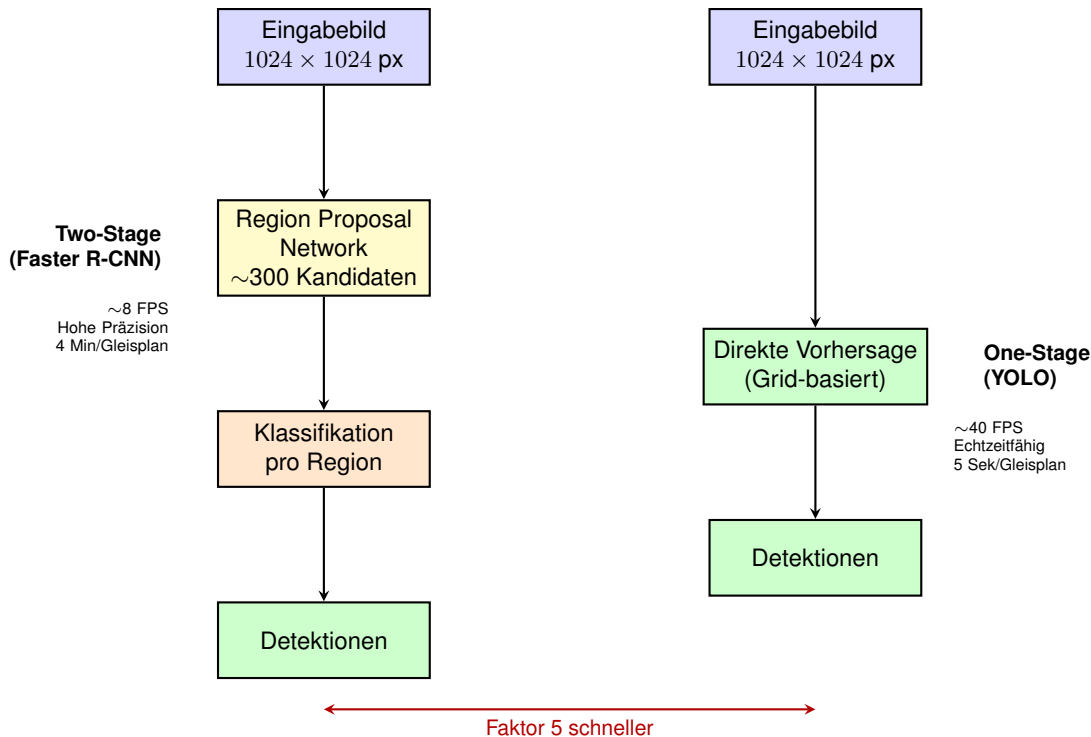 Eingabebild
1024 × 1024 px
Two-Stage
(Faster R-CNN)
∼8 FPS
Hohe Präzision
4 Min/Gleisplan
Region Proposal
Network
∼300 Kandidaten
Klassifikation
pro Region
Detektionen
Eingabebild
1024 × 1024 px
Direkte Vorhersage
(Grid-basiert)
One-Stage
(YOLO)
∼40 FPS
Echtzeitfähig
5 Sek/Gleisplan
Detektionen
Faktor 5 schneller